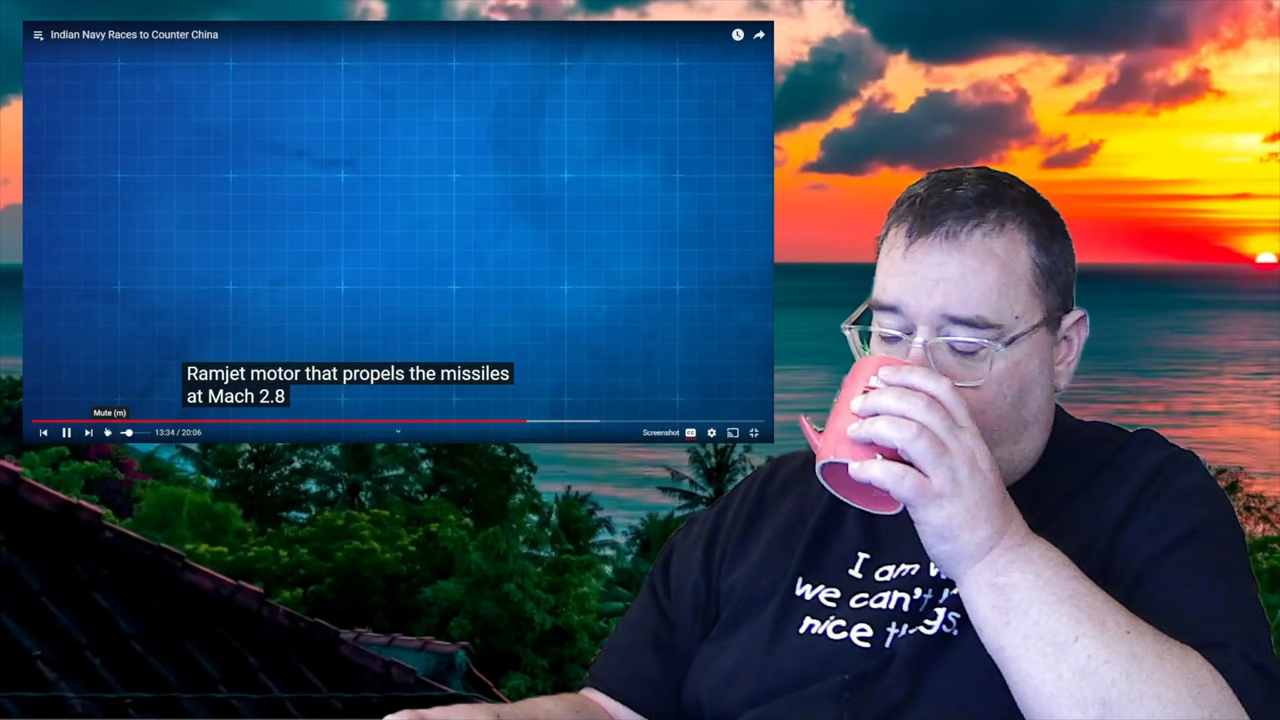 Indian Navy Races to Counter China
Ramjet motor that propels the missiles
at Mach 2.8
Mute (m)
13:34 / 20:06
Screenshot
CC
I am
we can't
nice